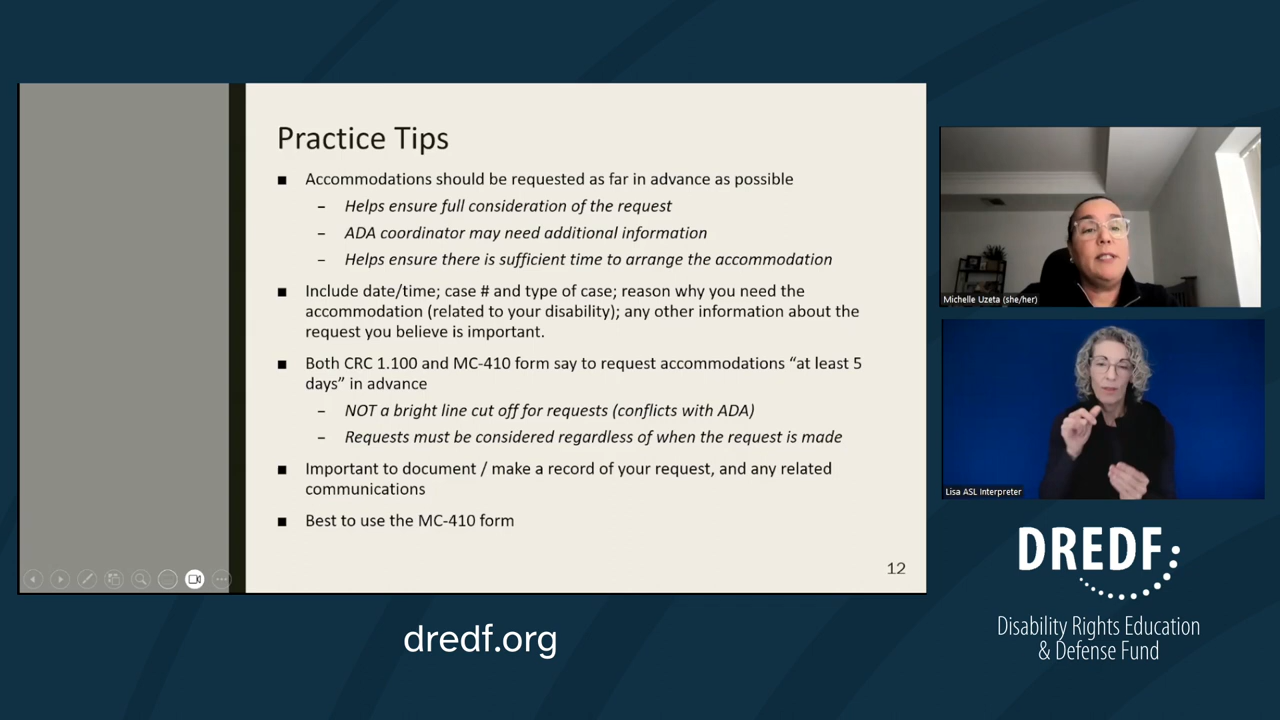 Practice Tips
■ Accommodations should be requested as far in advance as possible
– Helps ensure full consideration of the request
– ADA coordinator may need additional information
– Helps ensure there is sufficient time to arrange the accommodation
■ Include date/time; case # and type of case; reason why you need the
accommodation (related to your disability); any other information about the
request you believe is important.
■ Both CRC 1.100 and MC-410 form say to request accommodations “at least 5
days” in advance
– NOT a bright line cut off for requests (conflicts with ADA)
– Requests must be considered regardless of when the request is made
■ Important to document / make a record of your request, and any related
communications
■ Best to use the MC-410 form
12
Michelle Uzeta (she/her)
Lisa ASL Interpreter
DREDF
Disability Rights Education
& Defense Fund
dredf.org